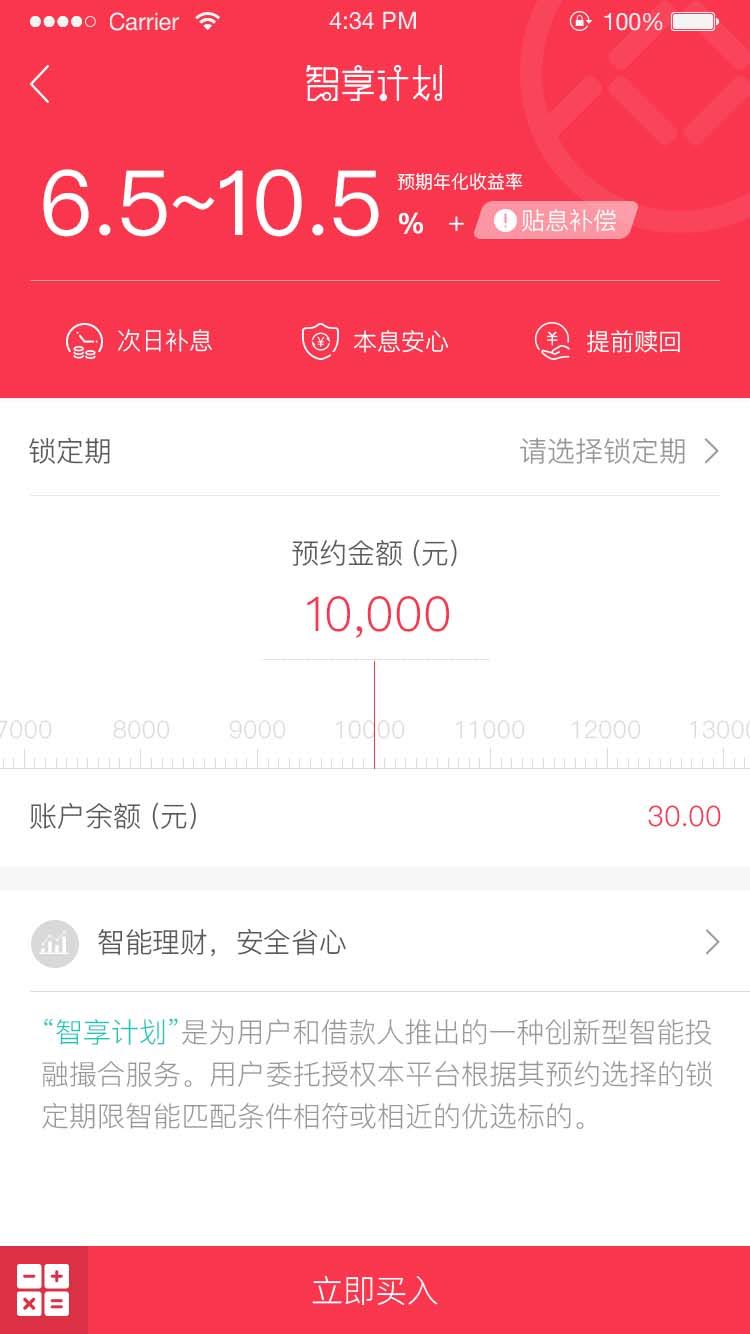 Carrier 4:34 PM 100%
智享计划
6.5~10.5 % 预期年化收益率
+ 贴息补偿
次日补息 本息安心 提前赎回
锁定期 请选择锁定期
预约金额 (元)
10,000
7000 8000 9000 10000 11000 12000 13000
账户余额 (元) 30.00
智能理财，安全省心
“智享计划”是为用户和借款人推出的一种创新型智能投
融撮合服务。用户委托授权本平台根据其预约选择的锁
定期限智能匹配条件相符或相近的优选标的。
立即买入